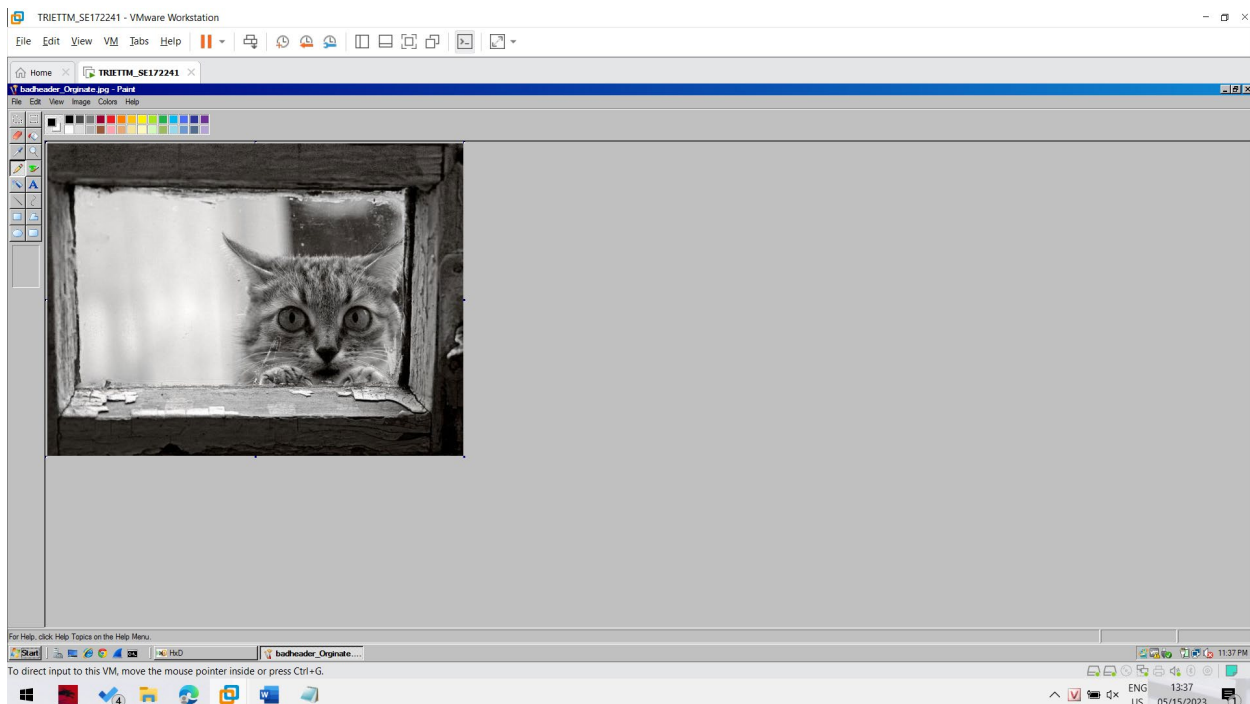 TRIETTM_SE172241 - VMware Workstation
File Edit View VM Tabs Help
Home TRIETTM_SE172241
badheader_Orginate.jpg - Paint
File Edit View Image Colors Help
A
For Help, click Help Topics on the Help Menu.
Start HxD badheader_Orginate.... 11:37 PM
To direct input to this VM, move the mouse pointer inside or press Ctrl+G.
4 W V ENG 13:37
US 05/15/2023 1